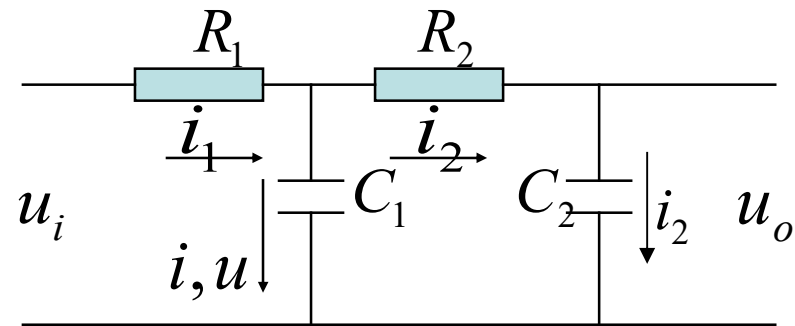 R₁ R₂
i₁ i₂
uᵢ C₁ C₂ i₂ uₒ
i,u